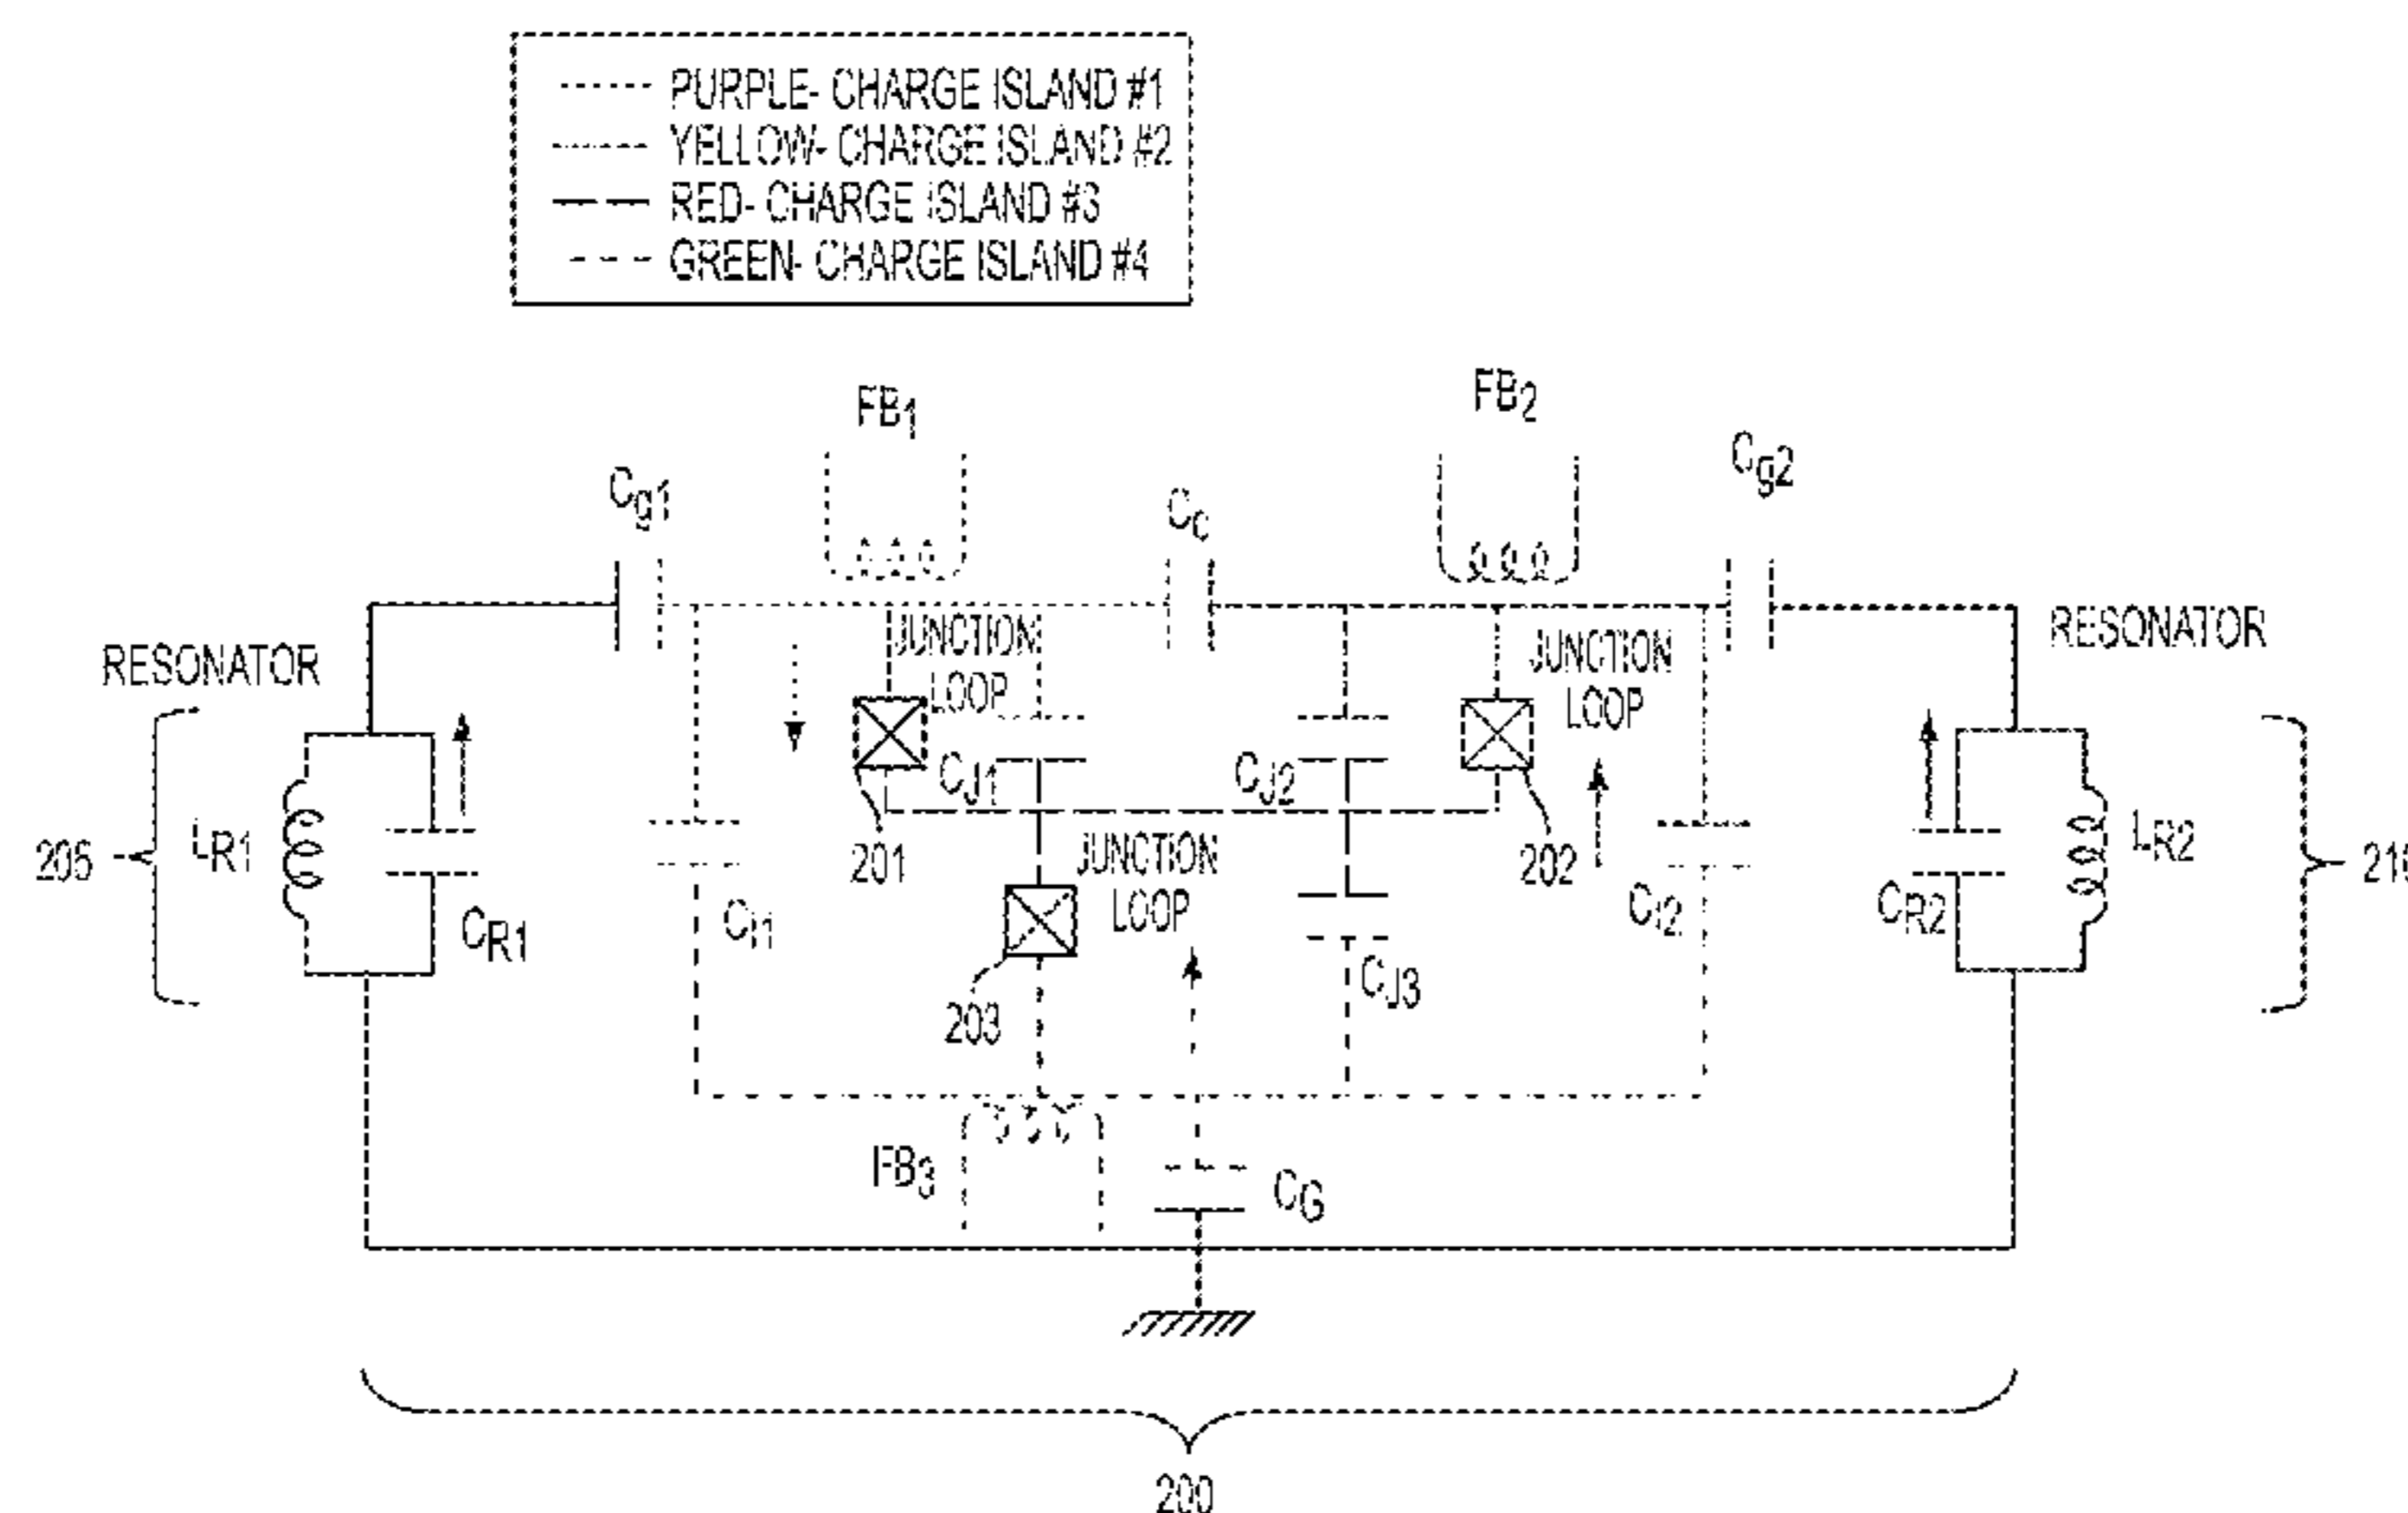 PURPLE- CHARGE ISLAND #1
YELLOW- CHARGE ISLAND #2
RED- CHARGE ISLAND #3
GREEN- CHARGE ISLAND #4
FB1
FB2
Cg1
CC
Cg2
RESONATOR
JUNCTION
LOOP
JUNCTION
LOOP
RESONATOR
CJ1
CJ2
205
LR1
201
JUNCTION
LOOP
202
LR2
CR1
CI1
CI2
CR2
203
CJ3
FB3
CG
200